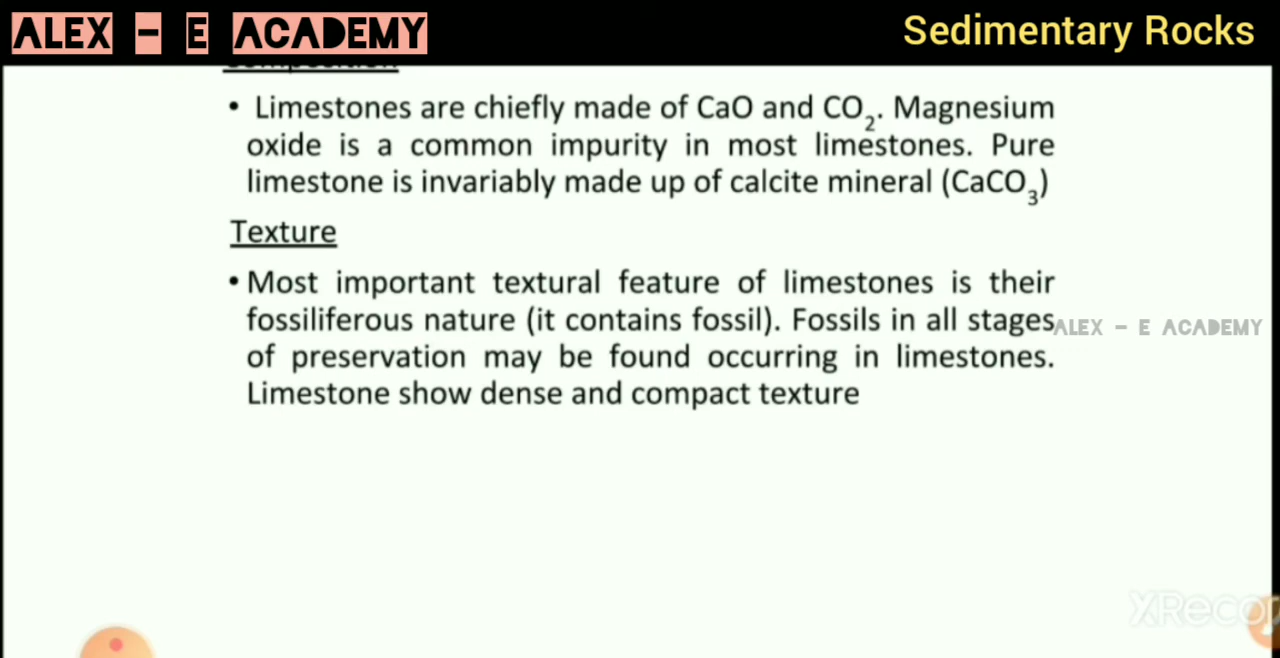 ALEX - E ACADEMY
Sedimentary Rocks
Composition
• Limestones are chiefly made of CaO and CO₂. Magnesium
oxide is a common impurity in most limestones. Pure
limestone is invariably made up of calcite mineral (CaCO₃)
Texture
• Most important textural feature of limestones is their
fossiliferous nature (it contains fossil). Fossils in all stages
ALEX - E ACADEMY
of preservation may be found occurring in limestones.
Limestone show dense and compact texture